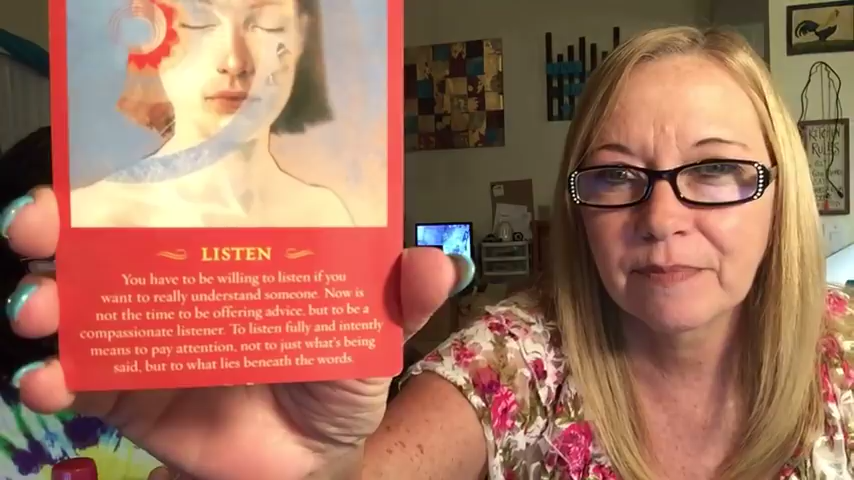 LISTEN
You have to be willing to listen if you
want to really understand someone. Now is
not the time to be offering advice, but to be a
compassionate listener. To listen fully and intently
means to pay attention, not to just what's being
said, but to what lies beneath the words.
KITCHEN
RULES